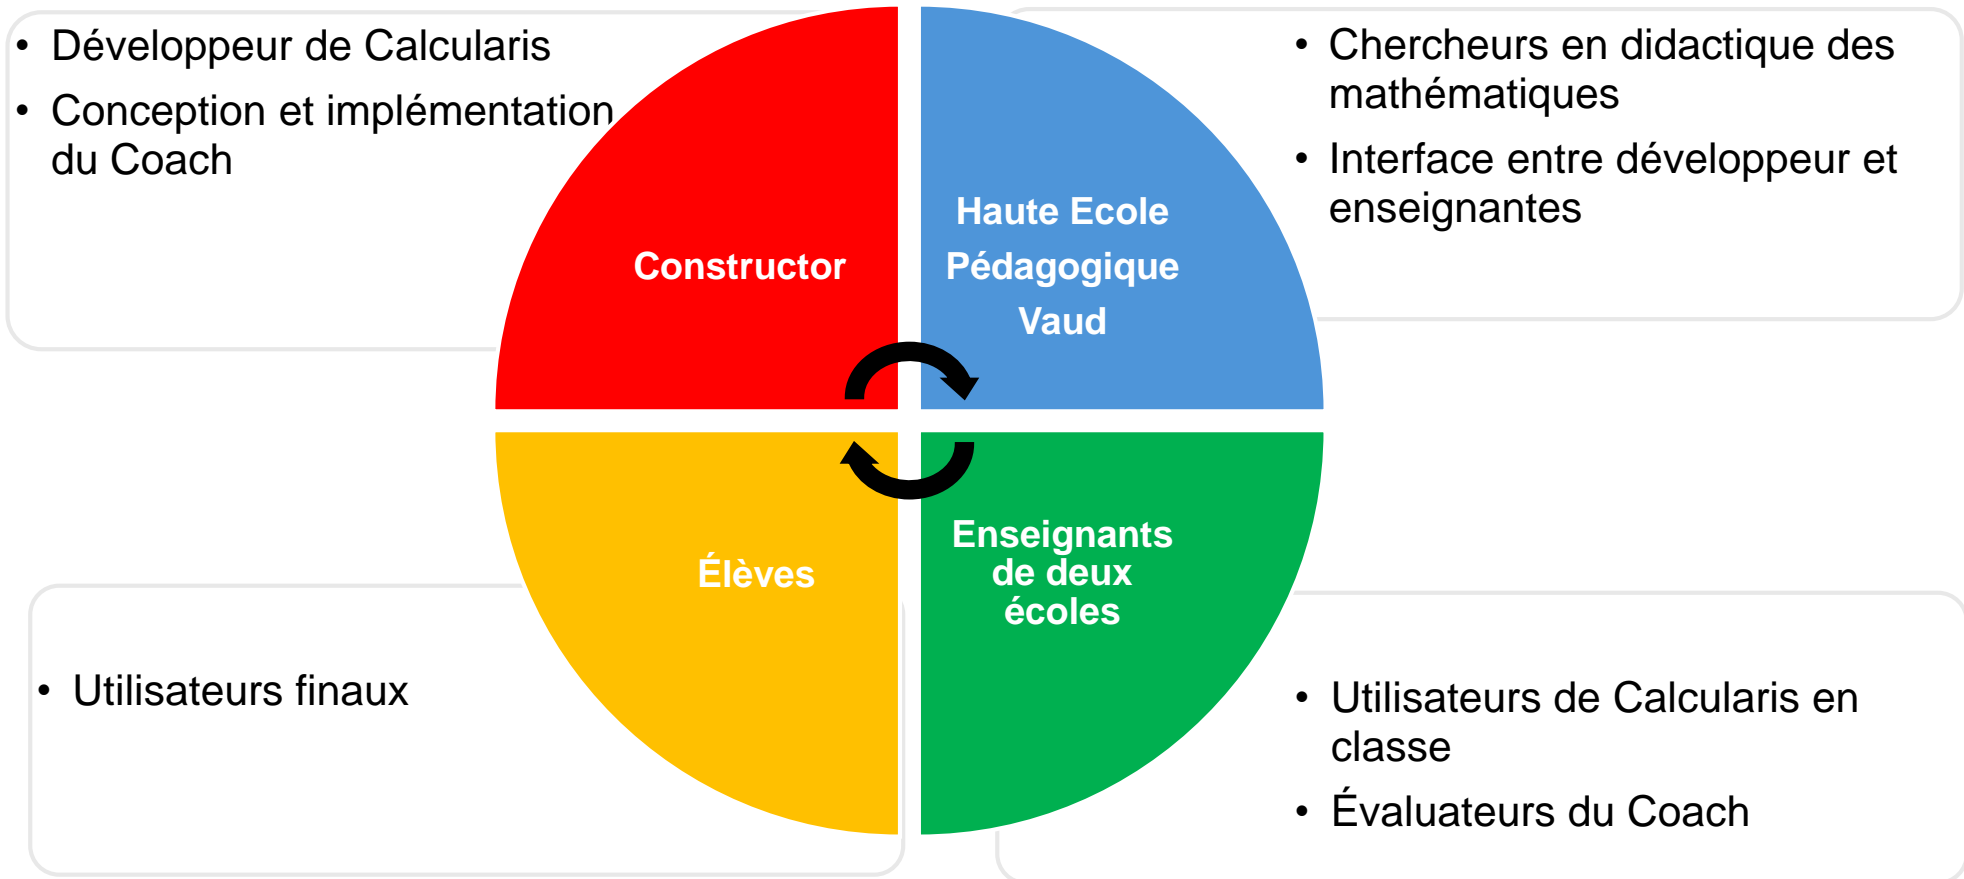 • Développeur de Calcularis
• Conception et implémentation
du Coach
Constructor
Haute Ecole
Pédagogique
Vaud
• Chercheurs en didactique des
mathématiques
• Interface entre développeur et
enseignantes
Élèves
• Utilisateurs finaux
Enseignants
de deux
écoles
• Utilisateurs de Calcularis en
classe
• Évaluateurs du Coach